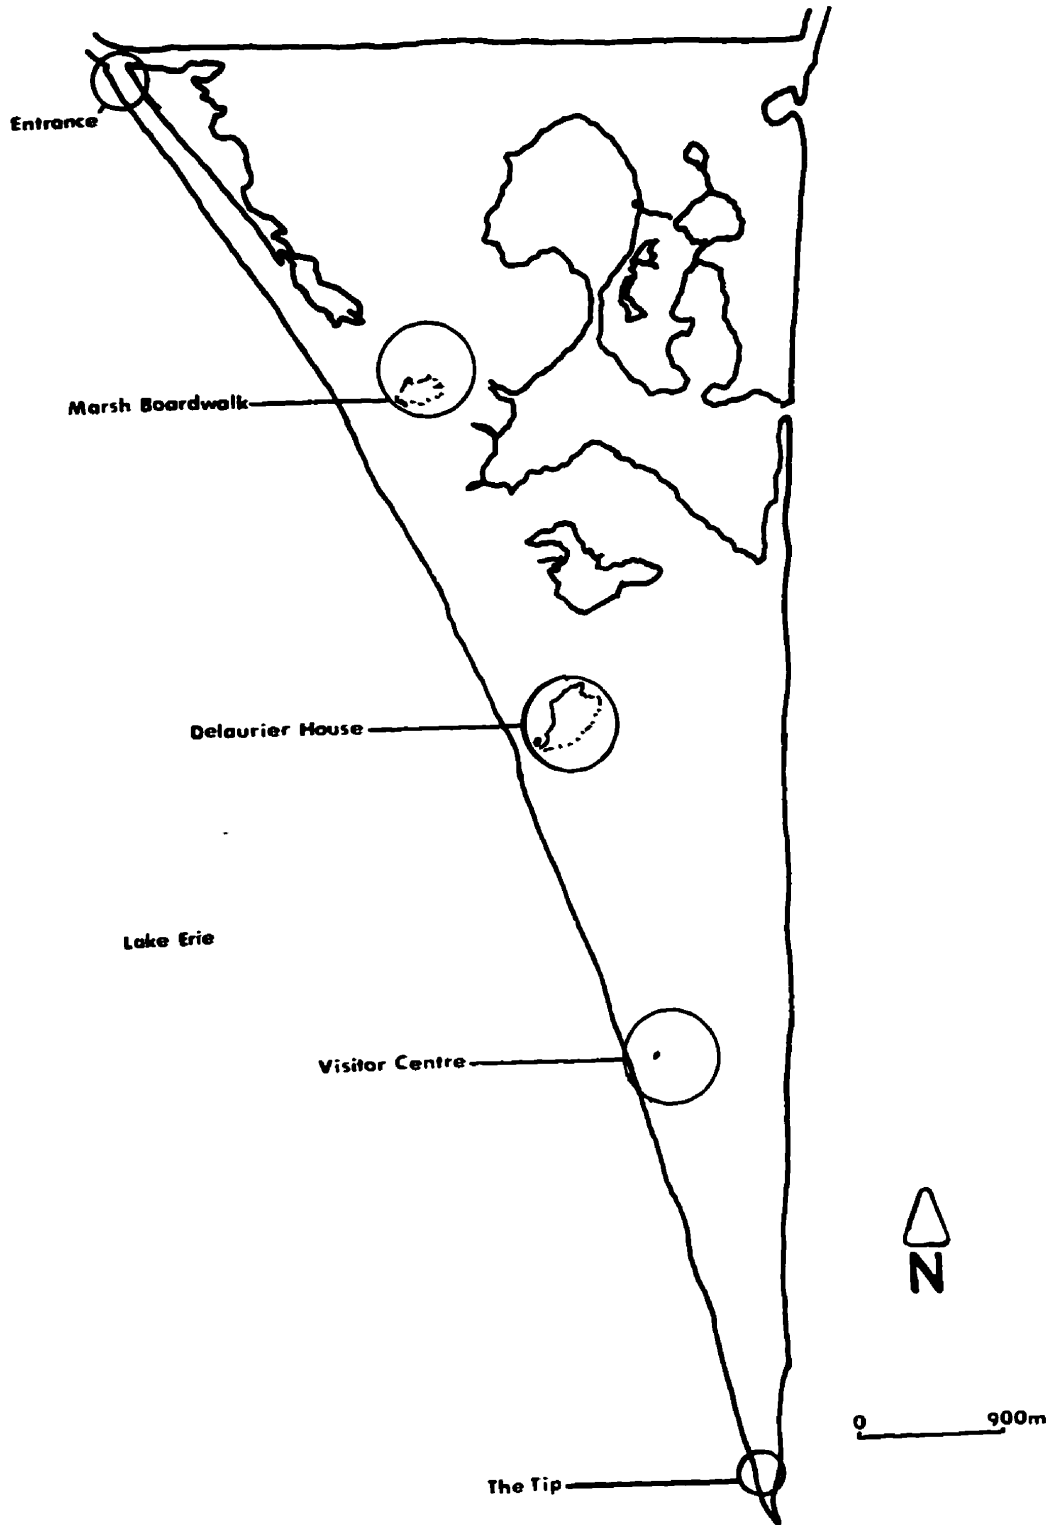 Entrance
Marsh Boardwalk
Delaurier House
Lake Erie
Visitor Centre
N
0 900m
The Tip